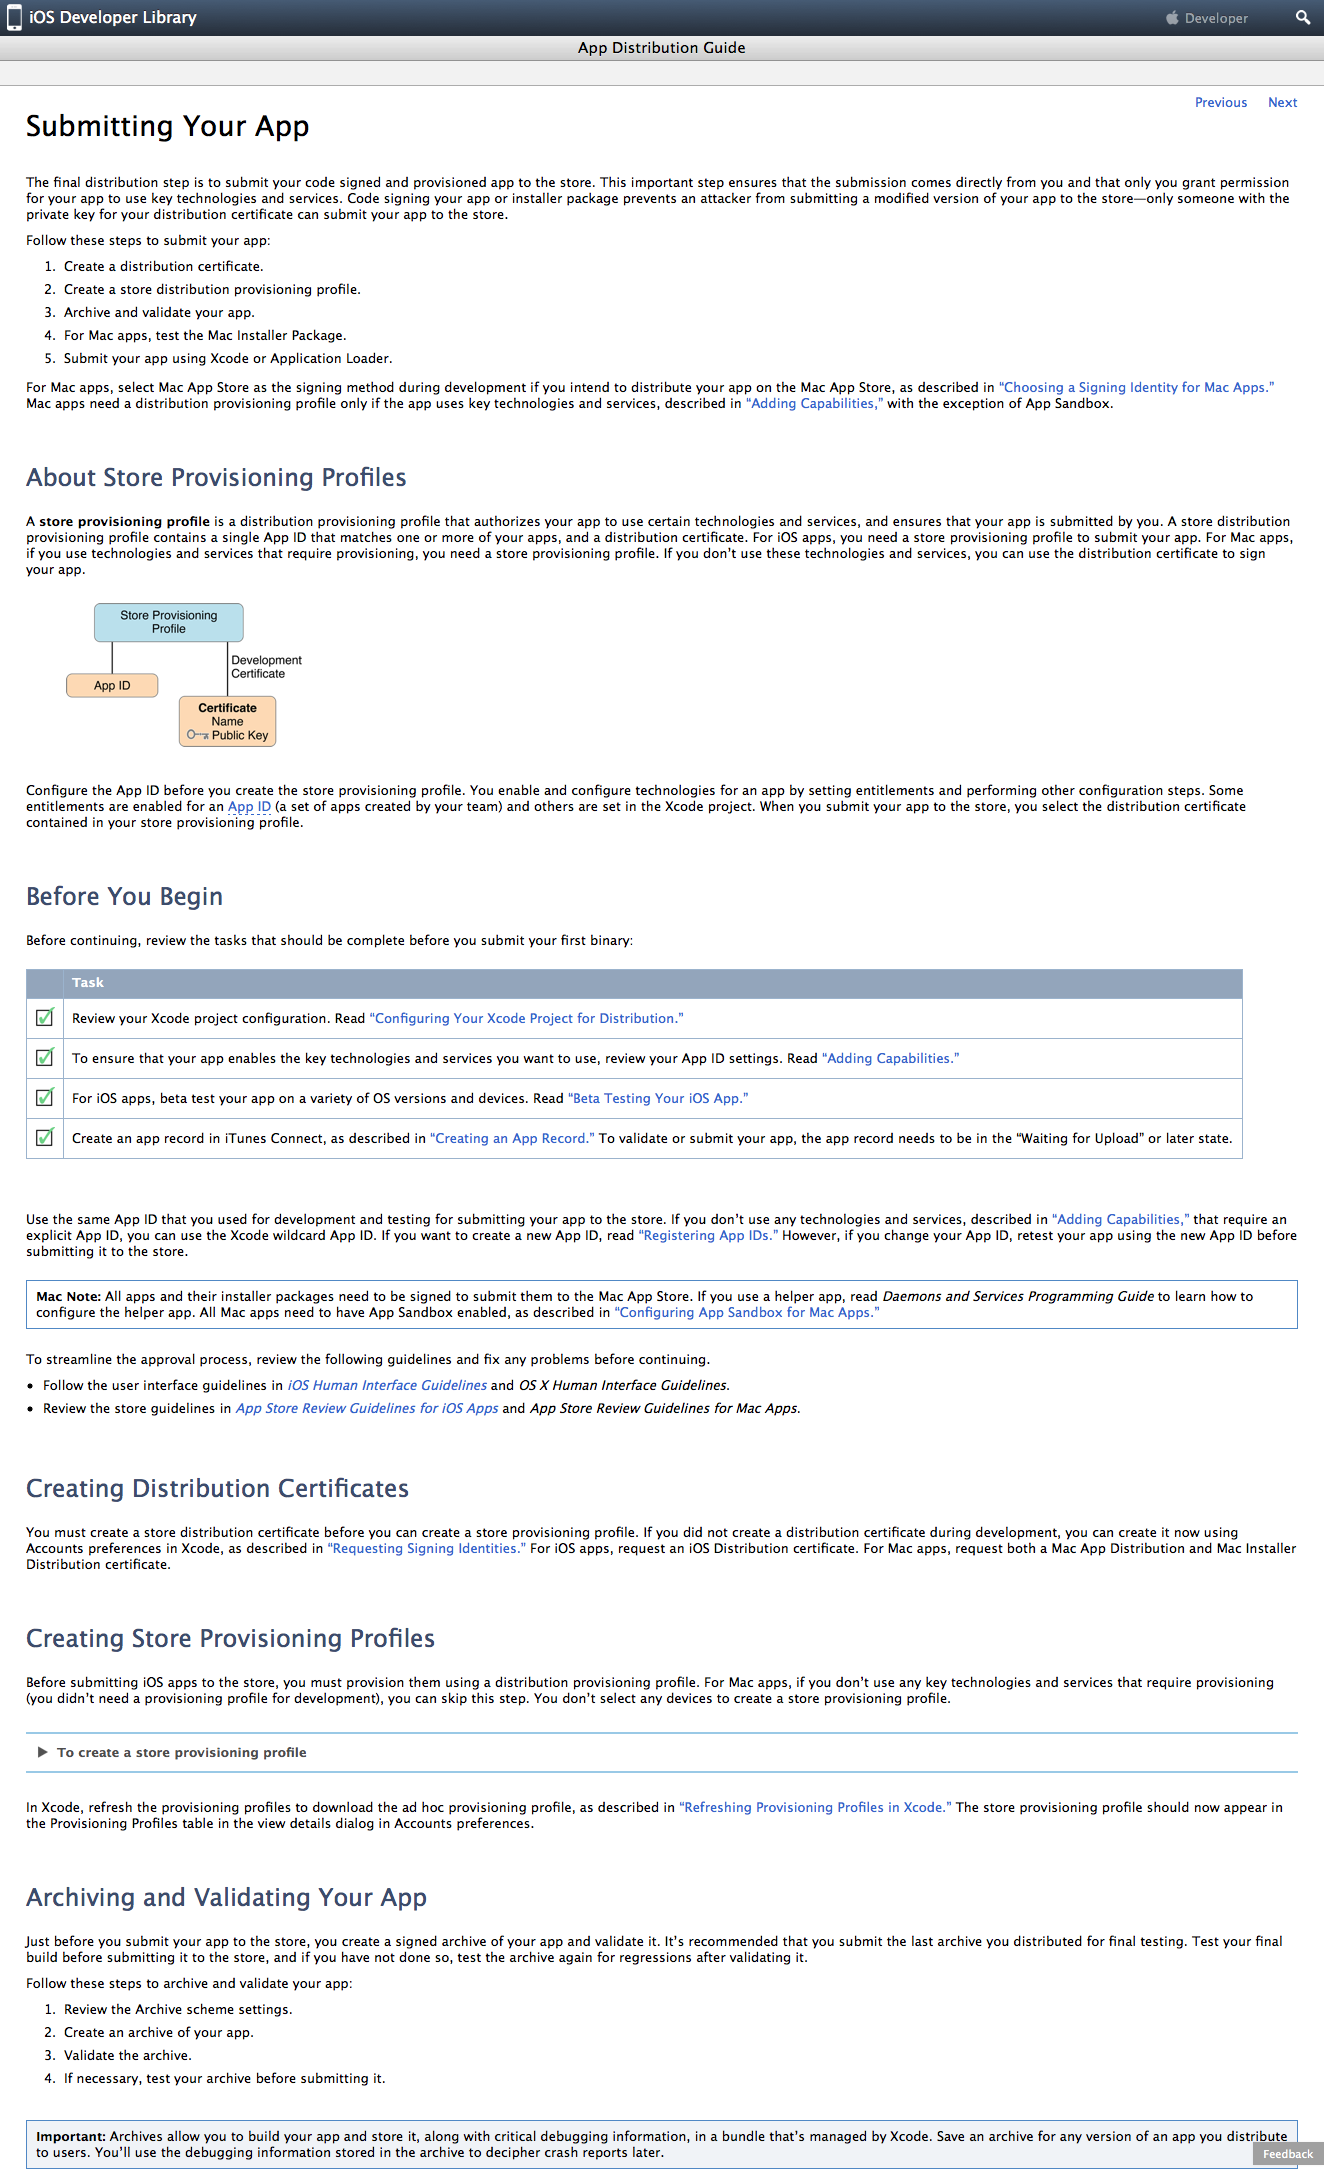 iOS Developer Library
Developer
App Distribution Guide
Previous Next
Submitting Your App
The final distribution step is to submit your code signed and provisioned app to the store. This important step ensures that the submission comes directly from you and that only you grant permission
for your app to use key technologies and services. Code signing your app or installer package prevents an attacker from submitting a modified version of your app to the store—only someone with the
private key for your distribution certificate can submit your app to the store.
Follow these steps to submit your app:
1. Create a distribution certificate.
2. Create a store distribution provisioning profile.
3. Archive and validate your app.
4. For Mac apps, test the Mac Installer Package.
5. Submit your app using Xcode or Application Loader.
For Mac apps, select Mac App Store as the signing method during development if you intend to distribute your app on the Mac App Store, as described in “Choosing a Signing Identity for Mac Apps.”
Mac apps need a distribution provisioning profile only if the app uses key technologies and services, described in “Adding Capabilities,” with the exception of App Sandbox.
About Store Provisioning Profiles
A store provisioning profile is a distribution provisioning profile that authorizes your app to use certain technologies and services, and ensures that your app is submitted by you. A store distribution
provisioning profile contains a single App ID that matches one or more of your apps, and a distribution certificate. For iOS apps, you need a store provisioning profile to submit your app. For Mac apps,
if you use technologies and services that require provisioning, you need a store provisioning profile. If you don’t use these technologies and services, you can use the distribution certificate to sign
your app.
Store Provisioning
Profile
Development
Certificate
App ID
Certificate
Name
Public Key
Configure the App ID before you create the store provisioning profile. You enable and configure technologies for an app by setting entitlements and performing other configuration steps. Some
entitlements are enabled for an App ID (a set of apps created by your team) and others are set in the Xcode project. When you submit your app to the store, you select the distribution certificate
contained in your store provisioning profile.
Before You Begin
Before continuing, review the tasks that should be complete before you submit your first binary:
Task
Review your Xcode project configuration. Read “Configuring Your Xcode Project for Distribution.”
To ensure that your app enables the key technologies and services you want to use, review your App ID settings. Read “Adding Capabilities.”
For iOS apps, beta test your app on a variety of OS versions and devices. Read “Beta Testing Your iOS App.”
Create an app record in iTunes Connect, as described in “Creating an App Record.” To validate or submit your app, the app record needs to be in the “Waiting for Upload” or later state.
Use the same App ID that you used for development and testing for submitting your app to the store. If you don’t use any technologies and services, described in “Adding Capabilities,” that require an
explicit App ID, you can use the Xcode wildcard App ID. If you want to create a new App ID, read “Registering App IDs.” However, if you change your App ID, retest your app using the new App ID before
submitting it to the store.
Mac Note: All apps and their installer packages need to be signed to submit them to the Mac App Store. If you use a helper app, read Daemons and Services Programming Guide to learn how to
configure the helper app. All Mac apps need to have App Sandbox enabled, as described in “Configuring App Sandbox for Mac Apps.”
To streamline the approval process, review the following guidelines and fix any problems before continuing.
• Follow the user interface guidelines in iOS Human Interface Guidelines and OS X Human Interface Guidelines.
• Review the store guidelines in App Store Review Guidelines for iOS Apps and App Store Review Guidelines for Mac Apps.
Creating Distribution Certificates
You must create a store distribution certificate before you can create a store provisioning profile. If you did not create a distribution certificate during development, you can create it now using
Accounts preferences in Xcode, as described in “Requesting Signing Identities.” For iOS apps, request an iOS Distribution certificate. For Mac apps, request both a Mac App Distribution and Mac Installer
Distribution certificate.
Creating Store Provisioning Profiles
Before submitting iOS apps to the store, you must provision them using a distribution provisioning profile. For Mac apps, if you don’t use any key technologies and services that require provisioning
(you didn’t need a provisioning profile for development), you can skip this step. You don’t select any devices to create a store provisioning profile.
To create a store provisioning profile
In Xcode, refresh the provisioning profiles to download the ad hoc provisioning profile, as described in “Refreshing Provisioning Profiles in Xcode.” The store provisioning profile should now appear in
the Provisioning Profiles table in the view details dialog in Accounts preferences.
Archiving and Validating Your App
Just before you submit your app to the store, you create a signed archive of your app and validate it. It’s recommended that you submit the last archive you distributed for final testing. Test your final
build before submitting it to the store, and if you have not done so, test the archive again for regressions after validating it.
Follow these steps to archive and validate your app:
1. Review the Archive scheme settings.
2. Create an archive of your app.
3. Validate the archive.
4. If necessary, test your archive before submitting it.
Important: Archives allow you to build your app and store it, along with critical debugging information, in a bundle that’s managed by Xcode. Save an archive for any version of an app you distribute
to users. You’ll use the debugging information stored in the archive to decipher crash reports later.
Feedback